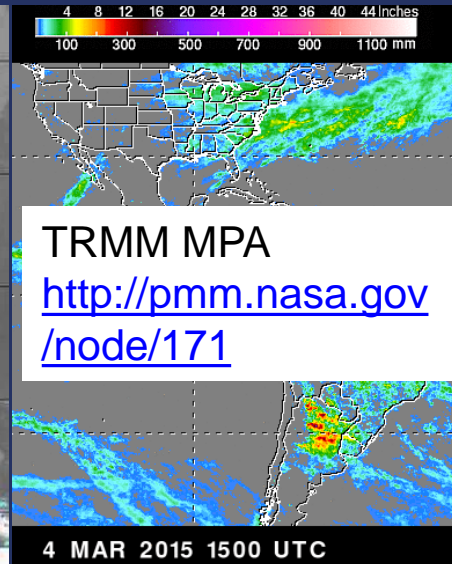 4 8 12 16 20 24 28 32 36 40 44 Inches
100 300 500 700 900 1100 mm
TRMM MPA
http://pmm.nasa.gov
/node/171
4 MAR 2015 1500 UTC